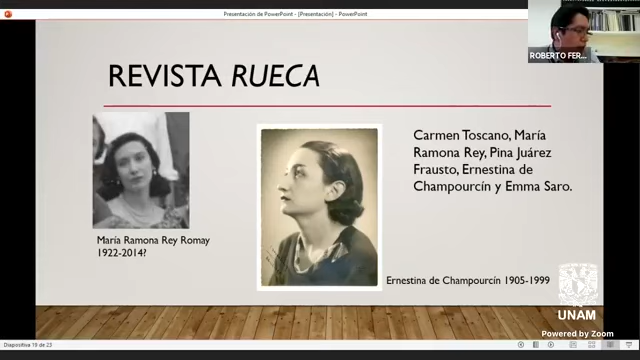 Presentación de PowerPoint - [Presentación] - PowerPoint
ROBERTO FER...
REVISTA RUECA
Carmen Toscano, María
Ramona Rey, Pina Juárez
Frausto, Ernestina de
Champourcín y Emma Saro.
María Ramona Rey Romay
1922-2014?
Ernestina de Champourcín 1905-1999
UNAM
Powered by Zoom
Diapositiva 19 de 23